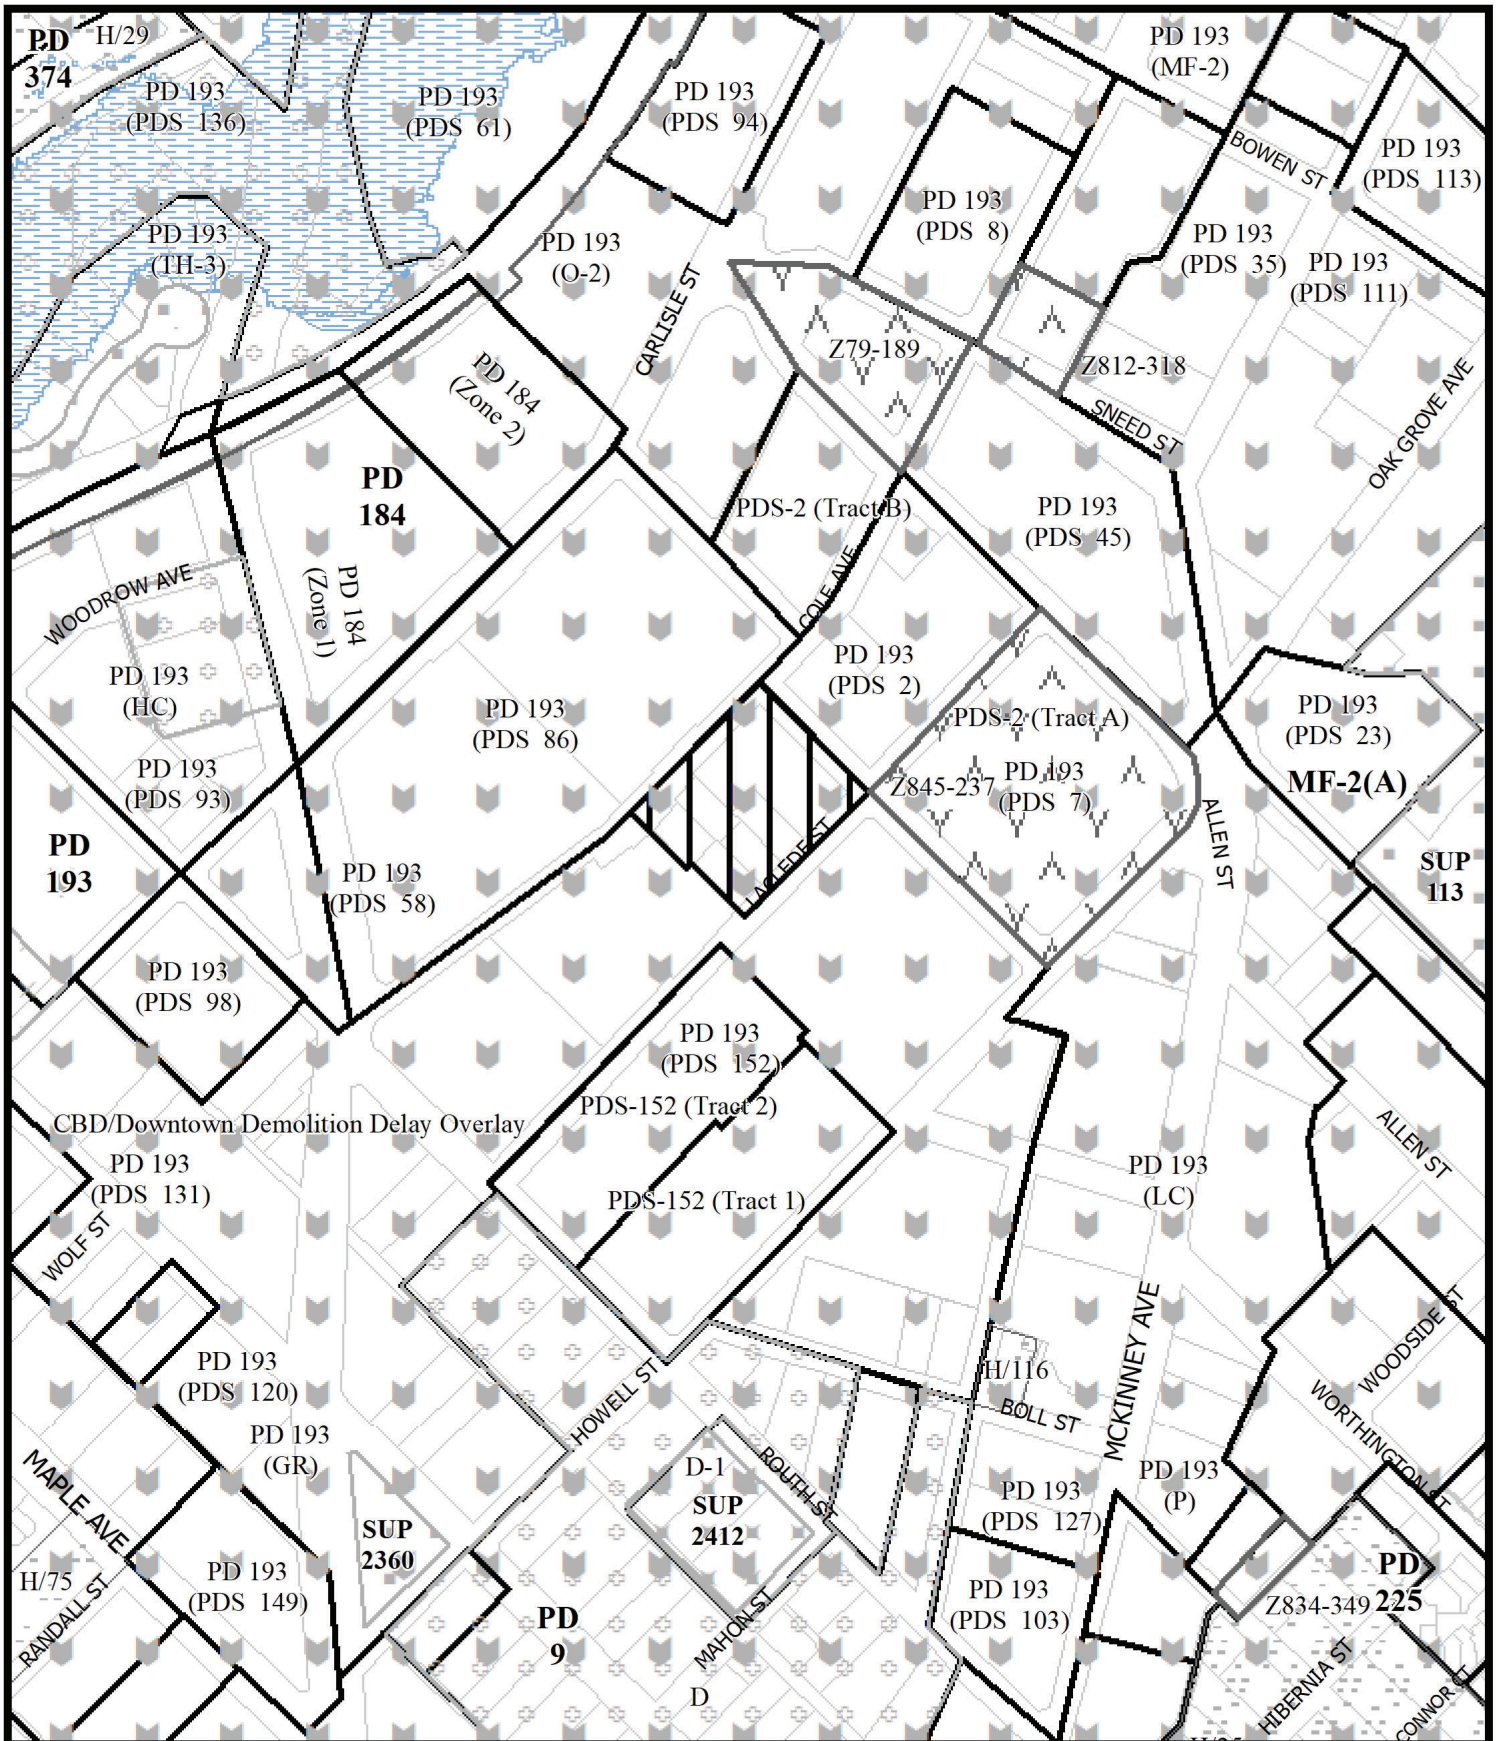 PD
374
H/29
PD 193
(PDS 136)
PD 193
(PDS 61)
PD 193
(PDS 94)
PD 193
(MF-2)
BOWEN ST
PD 193
(PDS 113)
PD 193
(TH-3)
PD 193
(O-2)
PD 193
(PDS 8)
PD 193
(PDS 35)
PD 193
(PDS 111)
CARLISLE ST
Z79-189
Z812-318
PD 184
(Zone 2)
SNEED ST
OAK GROVE AVE
PD
184
PDS-2 (Tract B)
PD 193
(PDS 45)
WOODROW AVE
PD 184
(Zone 1)
COLE AVE
PD 193
(HC)
PD 193
(PDS 86)
PD 193
(PDS 2)
PDS-2 (Tract A)
PD 193
(PDS 23)
PD 193
(PDS 93)
Z845-237
PD 193
(PDS 7)
MF-2(A)
PD
193
PD 193
(PDS 58)
LACLEDE ST
ALLEN ST
SUP
113
PD 193
(PDS 98)
PD 193
(PDS 152)
PDS-152 (Tract 2)
CBD/Downtown Demolition Delay Overlay
ALLEN ST
PD 193
(PDS 131)
PDS-152 (Tract 1)
PD 193
(LC)
WOLF ST
PD 193
(PDS 120)
HOWELL ST
H/116
BOLL ST
MCKINNEY AVE
WOODSIDE ST
WORTHINGTON ST
MAPLE AVE
PD 193
(GR)
D-1
SUP
2412
ROUTH ST
PD 193
(PDS 127)
PD 193
(P)
SUP
2360
H/75
RANDALL ST
PD 193
(PDS 149)
PD
9
MAHON ST
PD 193
(PDS 103)
PD
225
Z834-349
D
HIBERNIA ST
CONNOR CT